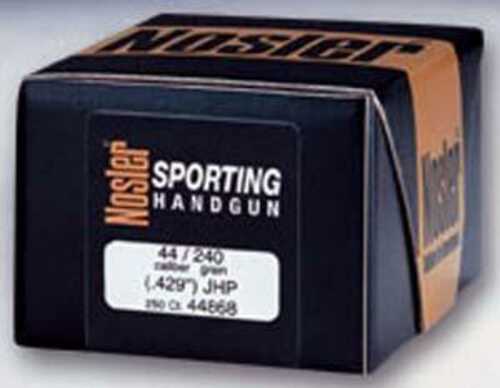 Nosler
Nosler
SPORTING
HANDGUN
44 / 240
caliber grain
(.429") JHP
250 Ct. 44868
Nosler